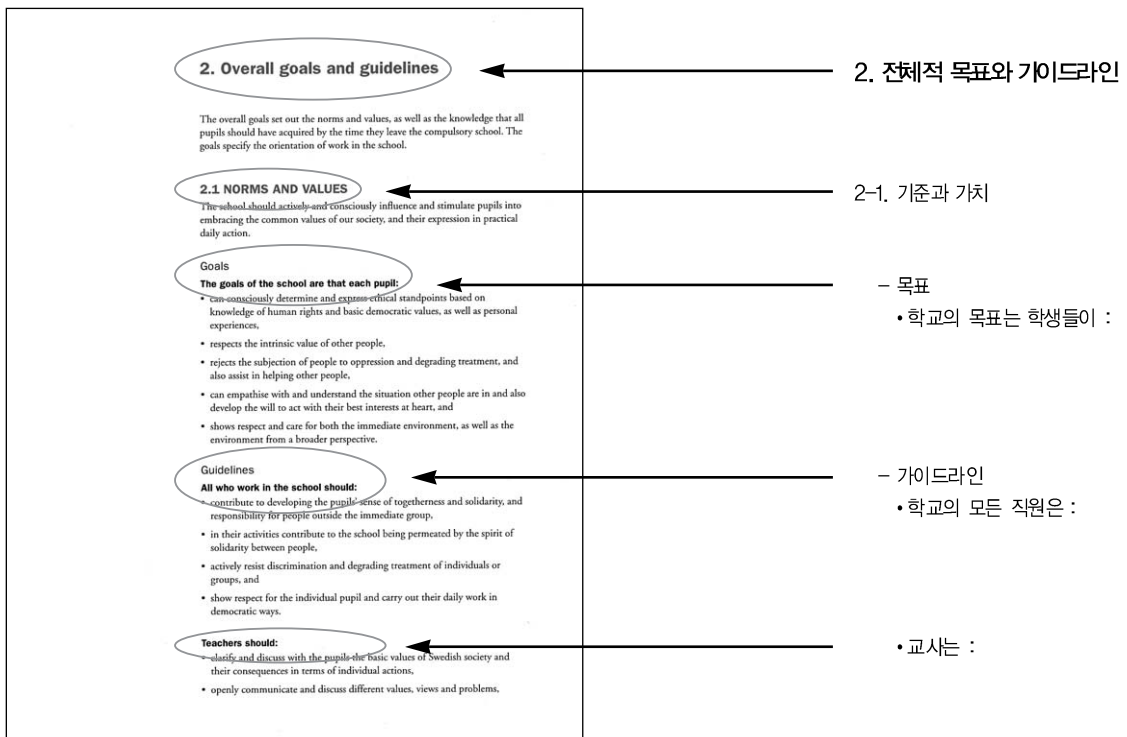 2. Overall goals and guidelines
2. 전체적 목표와 가이드라인
The overall goals set out the norms and values, as well as the knowledge that all
pupils should have acquired by the time they leave the compulsory school. The
goals specify the orientation of work in the school.
2.1 NORMS AND VALUES
2-1. 기준과 가치
The school should actively and consciously influence and stimulate pupils into
embracing the common values of our society, and their expression in practical
daily action.
Goals
The goals of the school are that each pupil:
– 목표
• 학교의 목표는 학생들이 :
• can consciously determine and express ethical standpoints based on
knowledge of human rights and basic democratic values, as well as personal
experiences,
• respects the intrinsic value of other people,
• rejects the subjection of people to oppression and degrading treatment, and
also assist in helping other people,
• can empathise with and understand the situation other people are in and also
develop the will to act with their best interests at heart, and
• shows respect and care for both the immediate environment, as well as the
environment from a broader perspective.
Guidelines
All who work in the school should:
– 가이드라인
• 학교의 모든 직원은 :
• contribute to developing the pupils' sense of togetherness and solidarity, and
responsibility for people outside the immediate group,
• in their activities contribute to the school being permeated by the spirit of
solidarity between people,
• actively resist discrimination and degrading treatment of individuals or
groups, and
• show respect for the individual pupil and carry out their daily work in
democratic ways.
Teachers should:
• 교사는 :
• clarify and discuss with the pupils the basic values of Swedish society and
their consequences in terms of individual actions,
• openly communicate and discuss different values, views and problems,